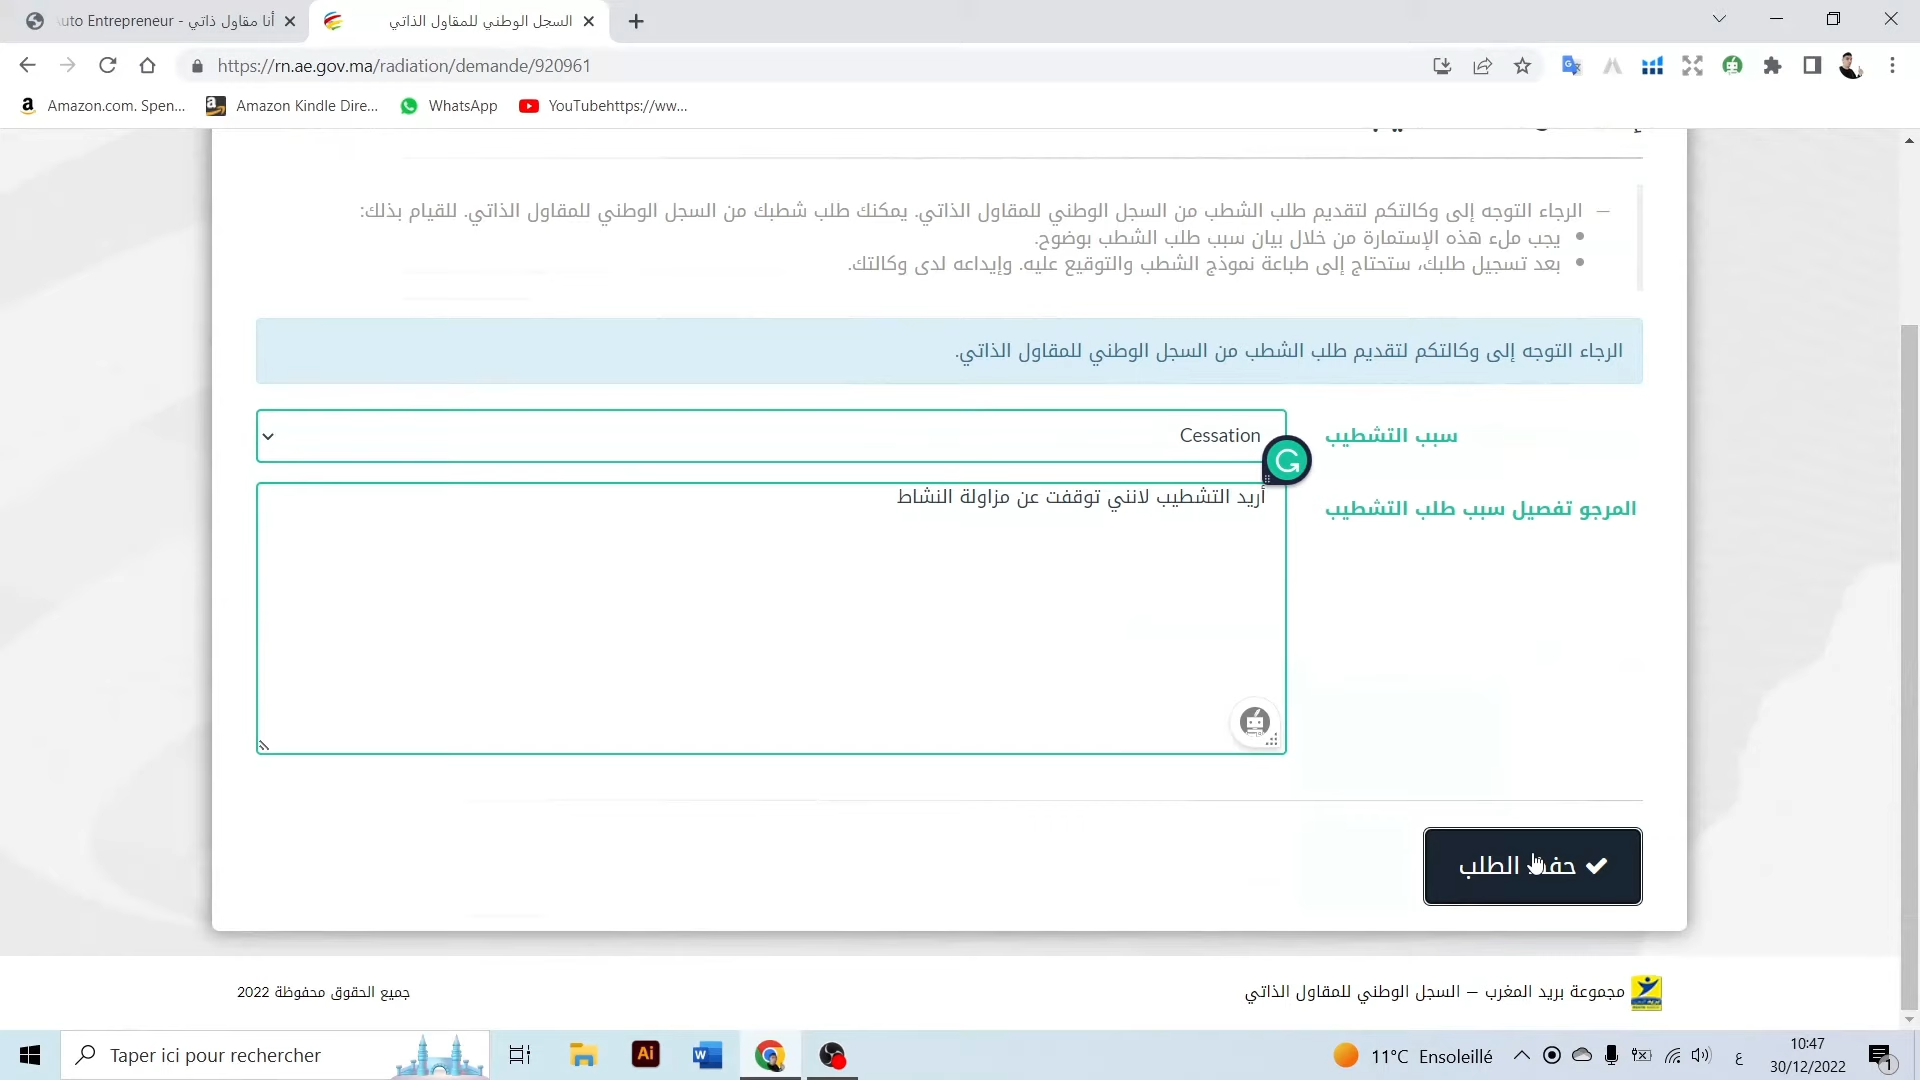 uto Entrepreneur - أنا مقاول ذاتي
السجل الوطني للمقاول الذاتي
https://rn.ae.gov.ma/radiation/demande/920961
Amazon.com. Spen...
Amazon Kindle Dire...
WhatsApp
YouTubehttps://ww...
— الرجاء التوجه إلى وكالتكم لتقديم طلب الشطب من السجل الوطني للمقاول الذاتي. يمكنك طلب شطبك من السجل الوطني للمقاول الذاتي. للقيام بذلك:
• يجب ملء هذه الإستمارة من خلال بيان سبب طلب الشطب بوضوح.
• بعد تسجيل طلبك، ستحتاج إلى طباعة نموذج الشطب والتوقيع عليه. وإيداعه لدى وكالتك.
الرجاء التوجه إلى وكالتكم لتقديم طلب الشطب من السجل الوطني للمقاول الذاتي.
سبب التشطيب
Cessation
المرجو تفصيل سبب طلب التشطيب
أريد التشطيب لانني توقفت عن مزاولة النشاط
حفظ الطلب
مجموعة بريد المغرب — السجل الوطني للمقاول الذاتي
جميع الحقوق محفوظة 2022
Taper ici pour rechercher
Ai
W
11°C Ensoleillé
ع
10:47
30/12/2022
1